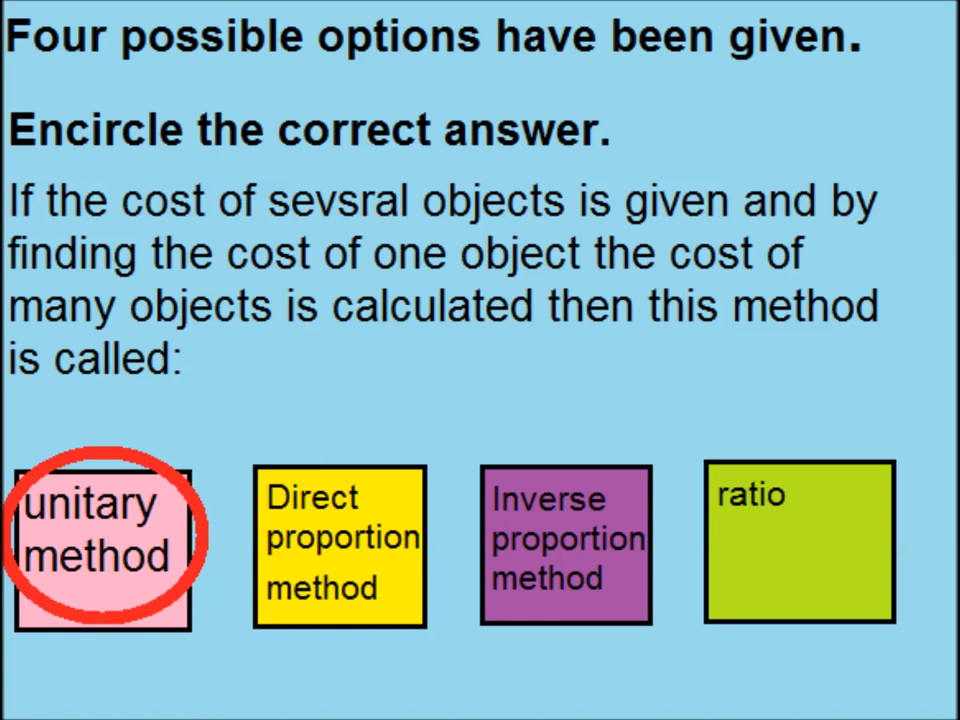 Four possible options have been given.
Encircle the correct answer.
If the cost of sevsral objects is given and by
finding the cost of one object the cost of
many objects is calculated then this method
is called:
unitary
method
Direct
proportion
method
Inverse
proportion
method
ratio